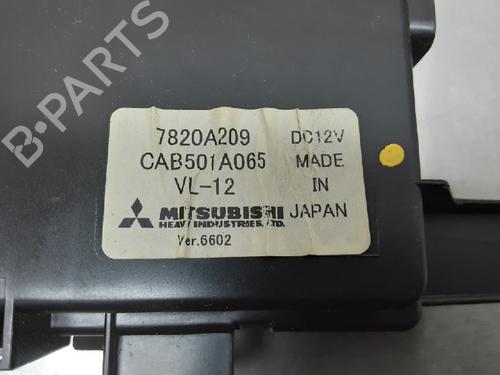 7820A209 DC12V
CAB501A065 MADE
VL-12 IN
MITSUBISHI JAPAN
HEAVY INDUSTRIES, LTD.
Ver.6602
B-PARTS